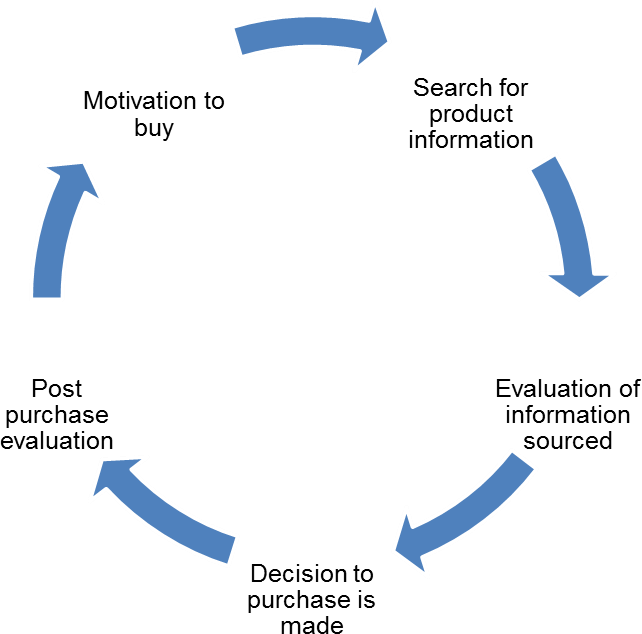 Motivation to
buy
Search for
product
information
Evaluation of
information
sourced
Decision to
purchase is
made
Post
purchase
evaluation